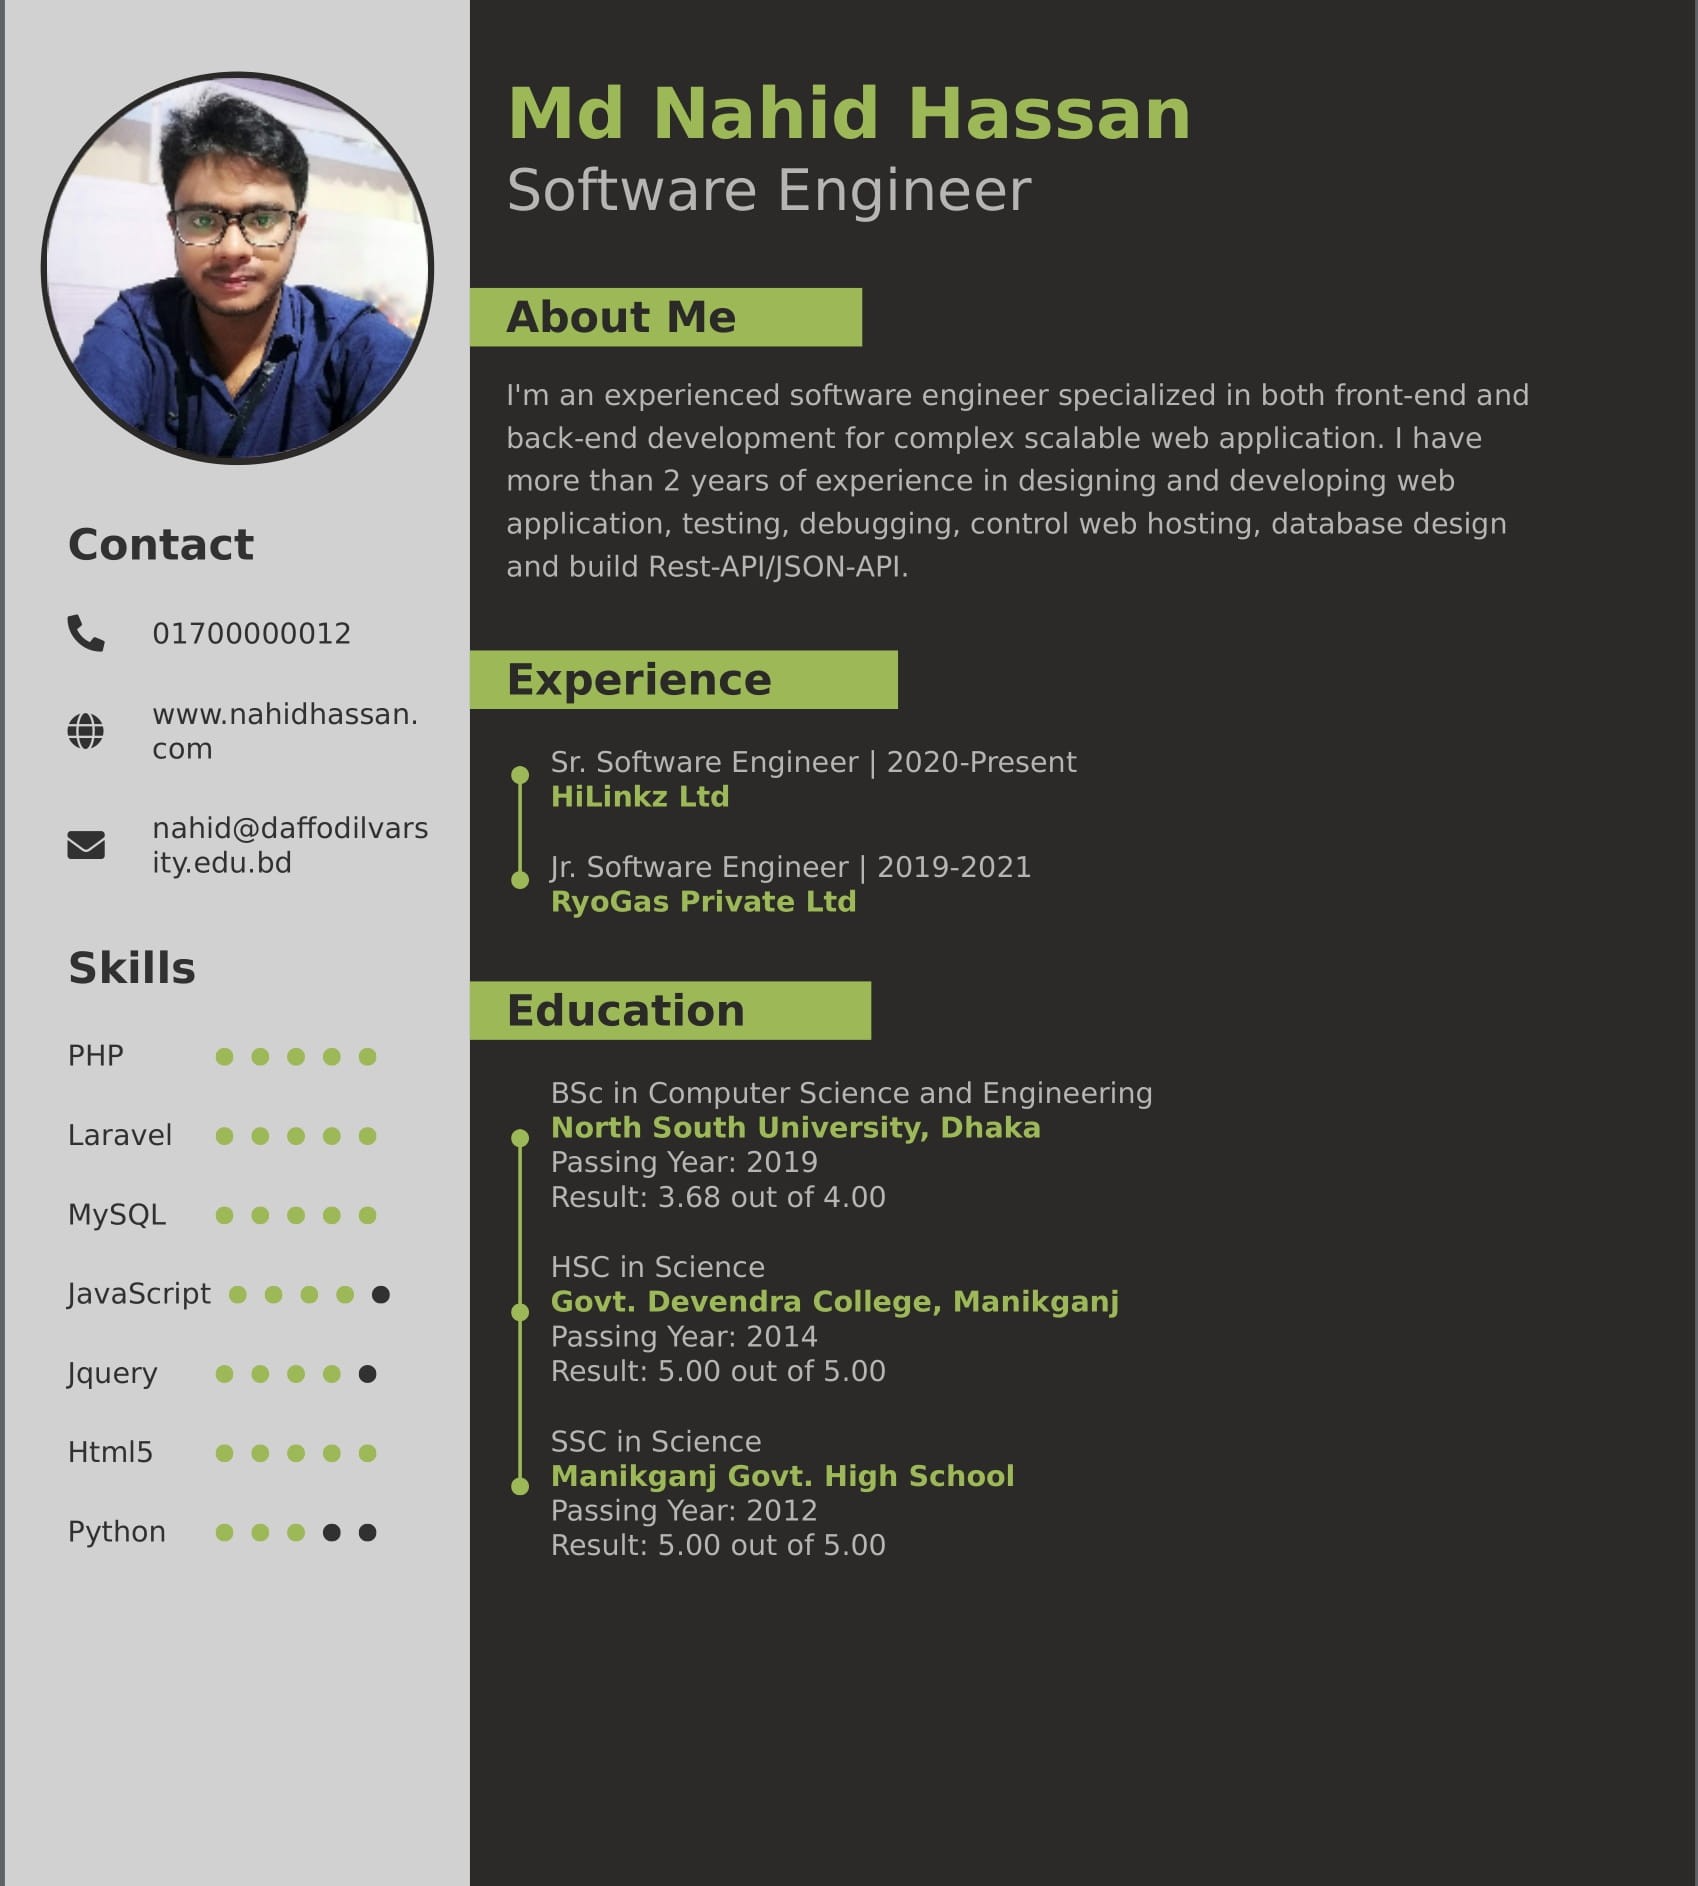 Md Nahid Hassan
Software Engineer
About Me
I'm an experienced software engineer specialized in both front-end and
back-end development for complex scalable web application. I have
more than 2 years of experience in designing and developing web
application, testing, debugging, control web hosting, database design
and build Rest-API/JSON-API.
Experience
Sr. Software Engineer | 2020-Present
HiLinkz Ltd
Jr. Software Engineer | 2019-2021
RyoGas Private Ltd
Education
BSc in Computer Science and Engineering
North South University, Dhaka
Passing Year: 2019
Result: 3.68 out of 4.00
HSC in Science
Govt. Devendra College, Manikganj
Passing Year: 2014
Result: 5.00 out of 5.00
SSC in Science
Manikganj Govt. High School
Passing Year: 2012
Result: 5.00 out of 5.00
Contact
01700000012
www.nahidhassan.
com
nahid@daffodilvars
ity.edu.bd
Skills
PHP
Laravel
MySQL
JavaScript
Jquery
Html5
Python